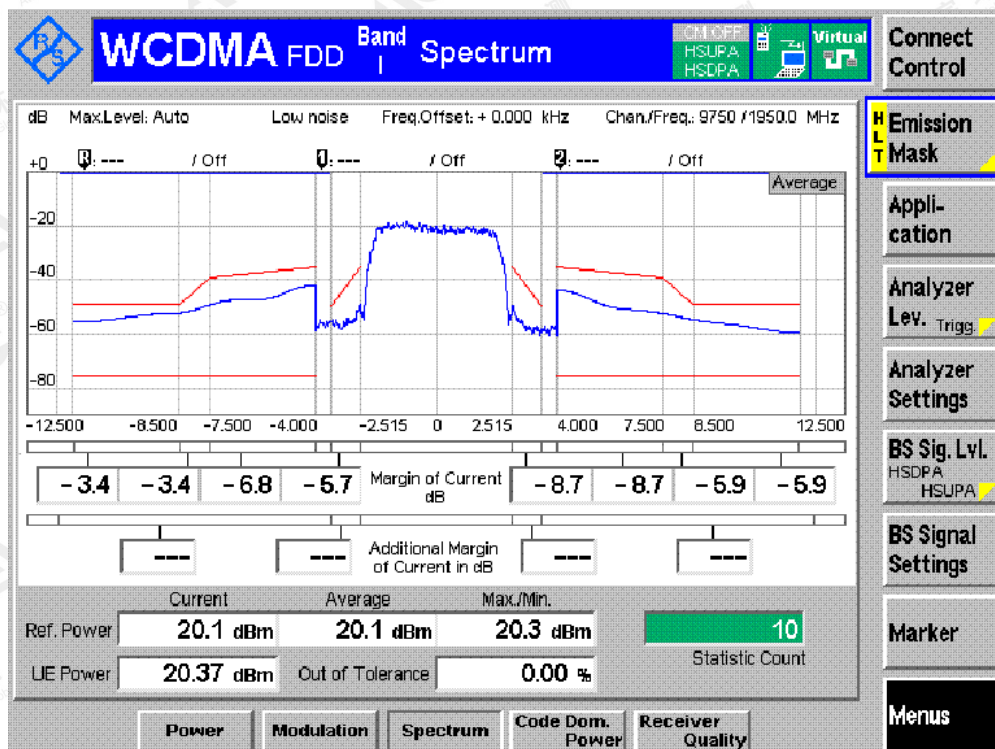 R S WCDMA FDD Band I Spectrum
CM OFF
HSUPA
HSDPA
Virtual
Connect
Control
dB Max.Level: Auto Low noise Freq.Offset: + 0.000 kHz Chan./Freq.: 9750 / 1950.0 MHz
H L T
Emission
Mask
R: --- / Off 1: --- / Off 2: --- / Off
Average
+0
-20
-40
-60
-80
-12.500 -8.500 -7.500 -4.000 -2.515 0 2.515 4.000 7.500 8.500 12.500
Appli-
cation
Analyzer
Lev. Trigg.
Analyzer
Settings
-3.4 -3.4 -6.8 -5.7 Margin of Current dB -8.7 -8.7 -5.9 -5.9
BS Sig. Lvl.
HSDPA
HSUPA
--- --- Additional Margin of Current in dB --- ---
BS Signal
Settings
Current Average Max./Min.
Ref. Power 20.1 dBm 20.1 dBm 20.3 dBm
10
Statistic Count
UE Power 20.37 dBm Out of Tolerance 0.00 %
Marker
Power Modulation Spectrum Code Dom. Power Receiver Quality
Menus